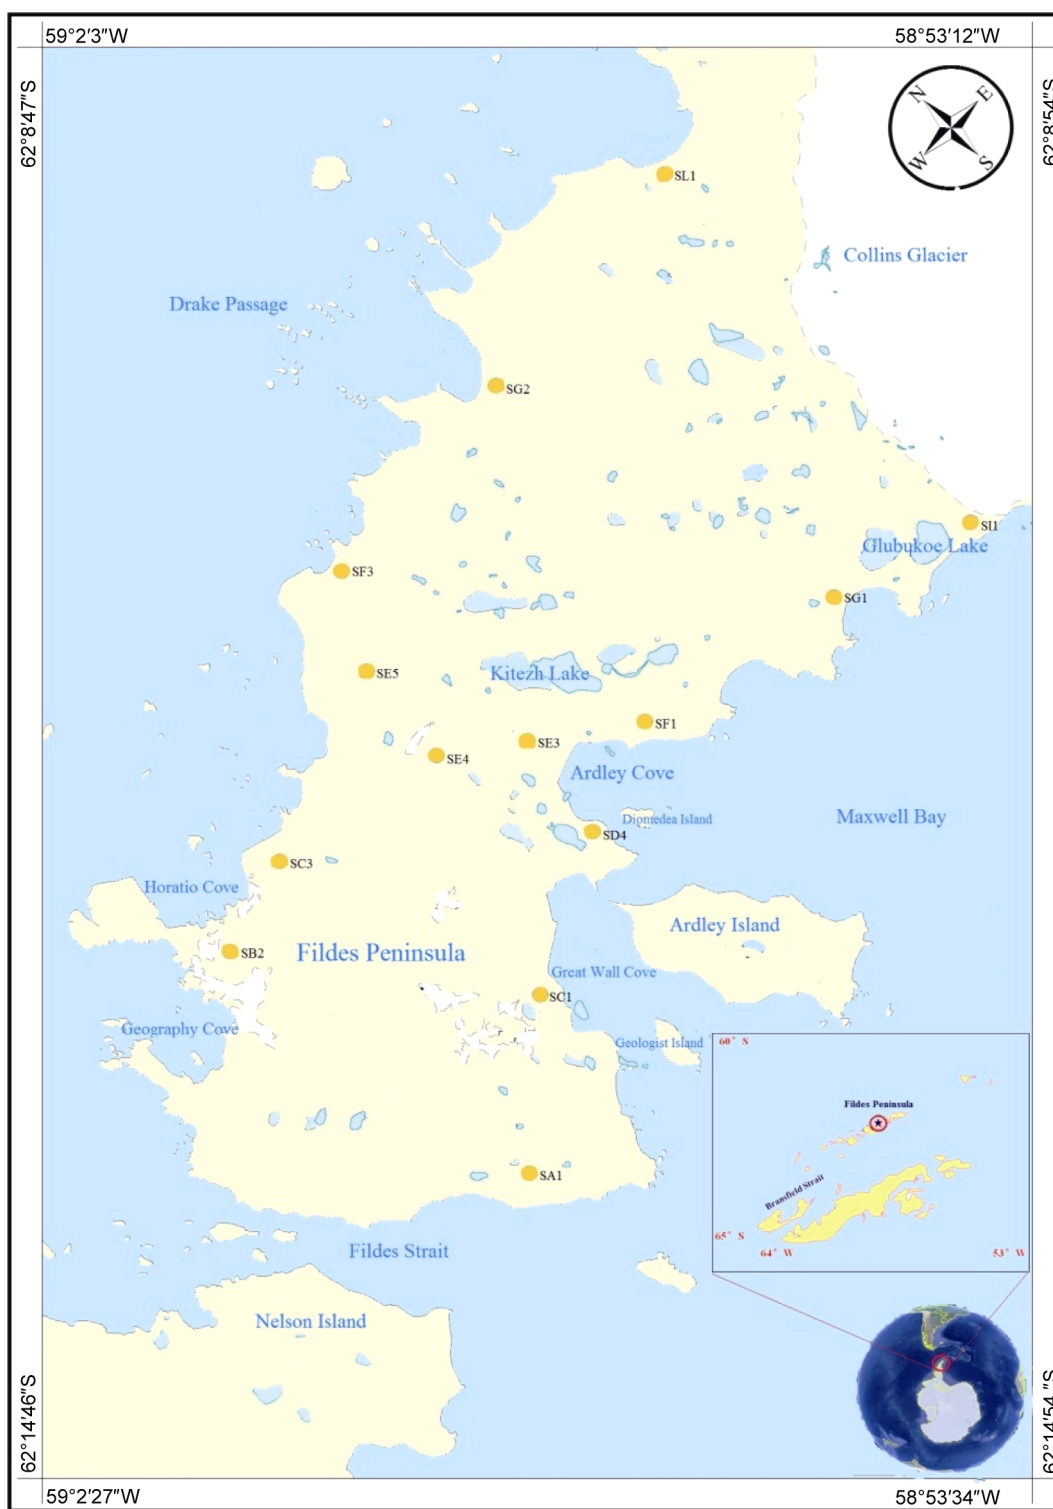 59°2′3″W
58°53′12″W
62°8′47″S
62°8′54″S
N
E
W
S
SL1
Collins Glacier
Drake Passage
SG2
SI1
Glubukoe Lake
SF3
SG1
SE5
Kitezh Lake
SF1
SE3
SE4
Ardley Cove
Diomedea Island
Maxwell Bay
SD4
SC3
Horatio Cove
Ardley Island
SB2
Fildes Peninsula
Great Wall Cove
SC1
Geography Cove
Geologist Island
60° S
Fildes Peninsula
Bransfield Strait
65° S
64° W
53° W
SA1
Fildes Strait
Nelson Island
62°14′46″S
62°14′54″S
59°2′27″W
58°53′34″W